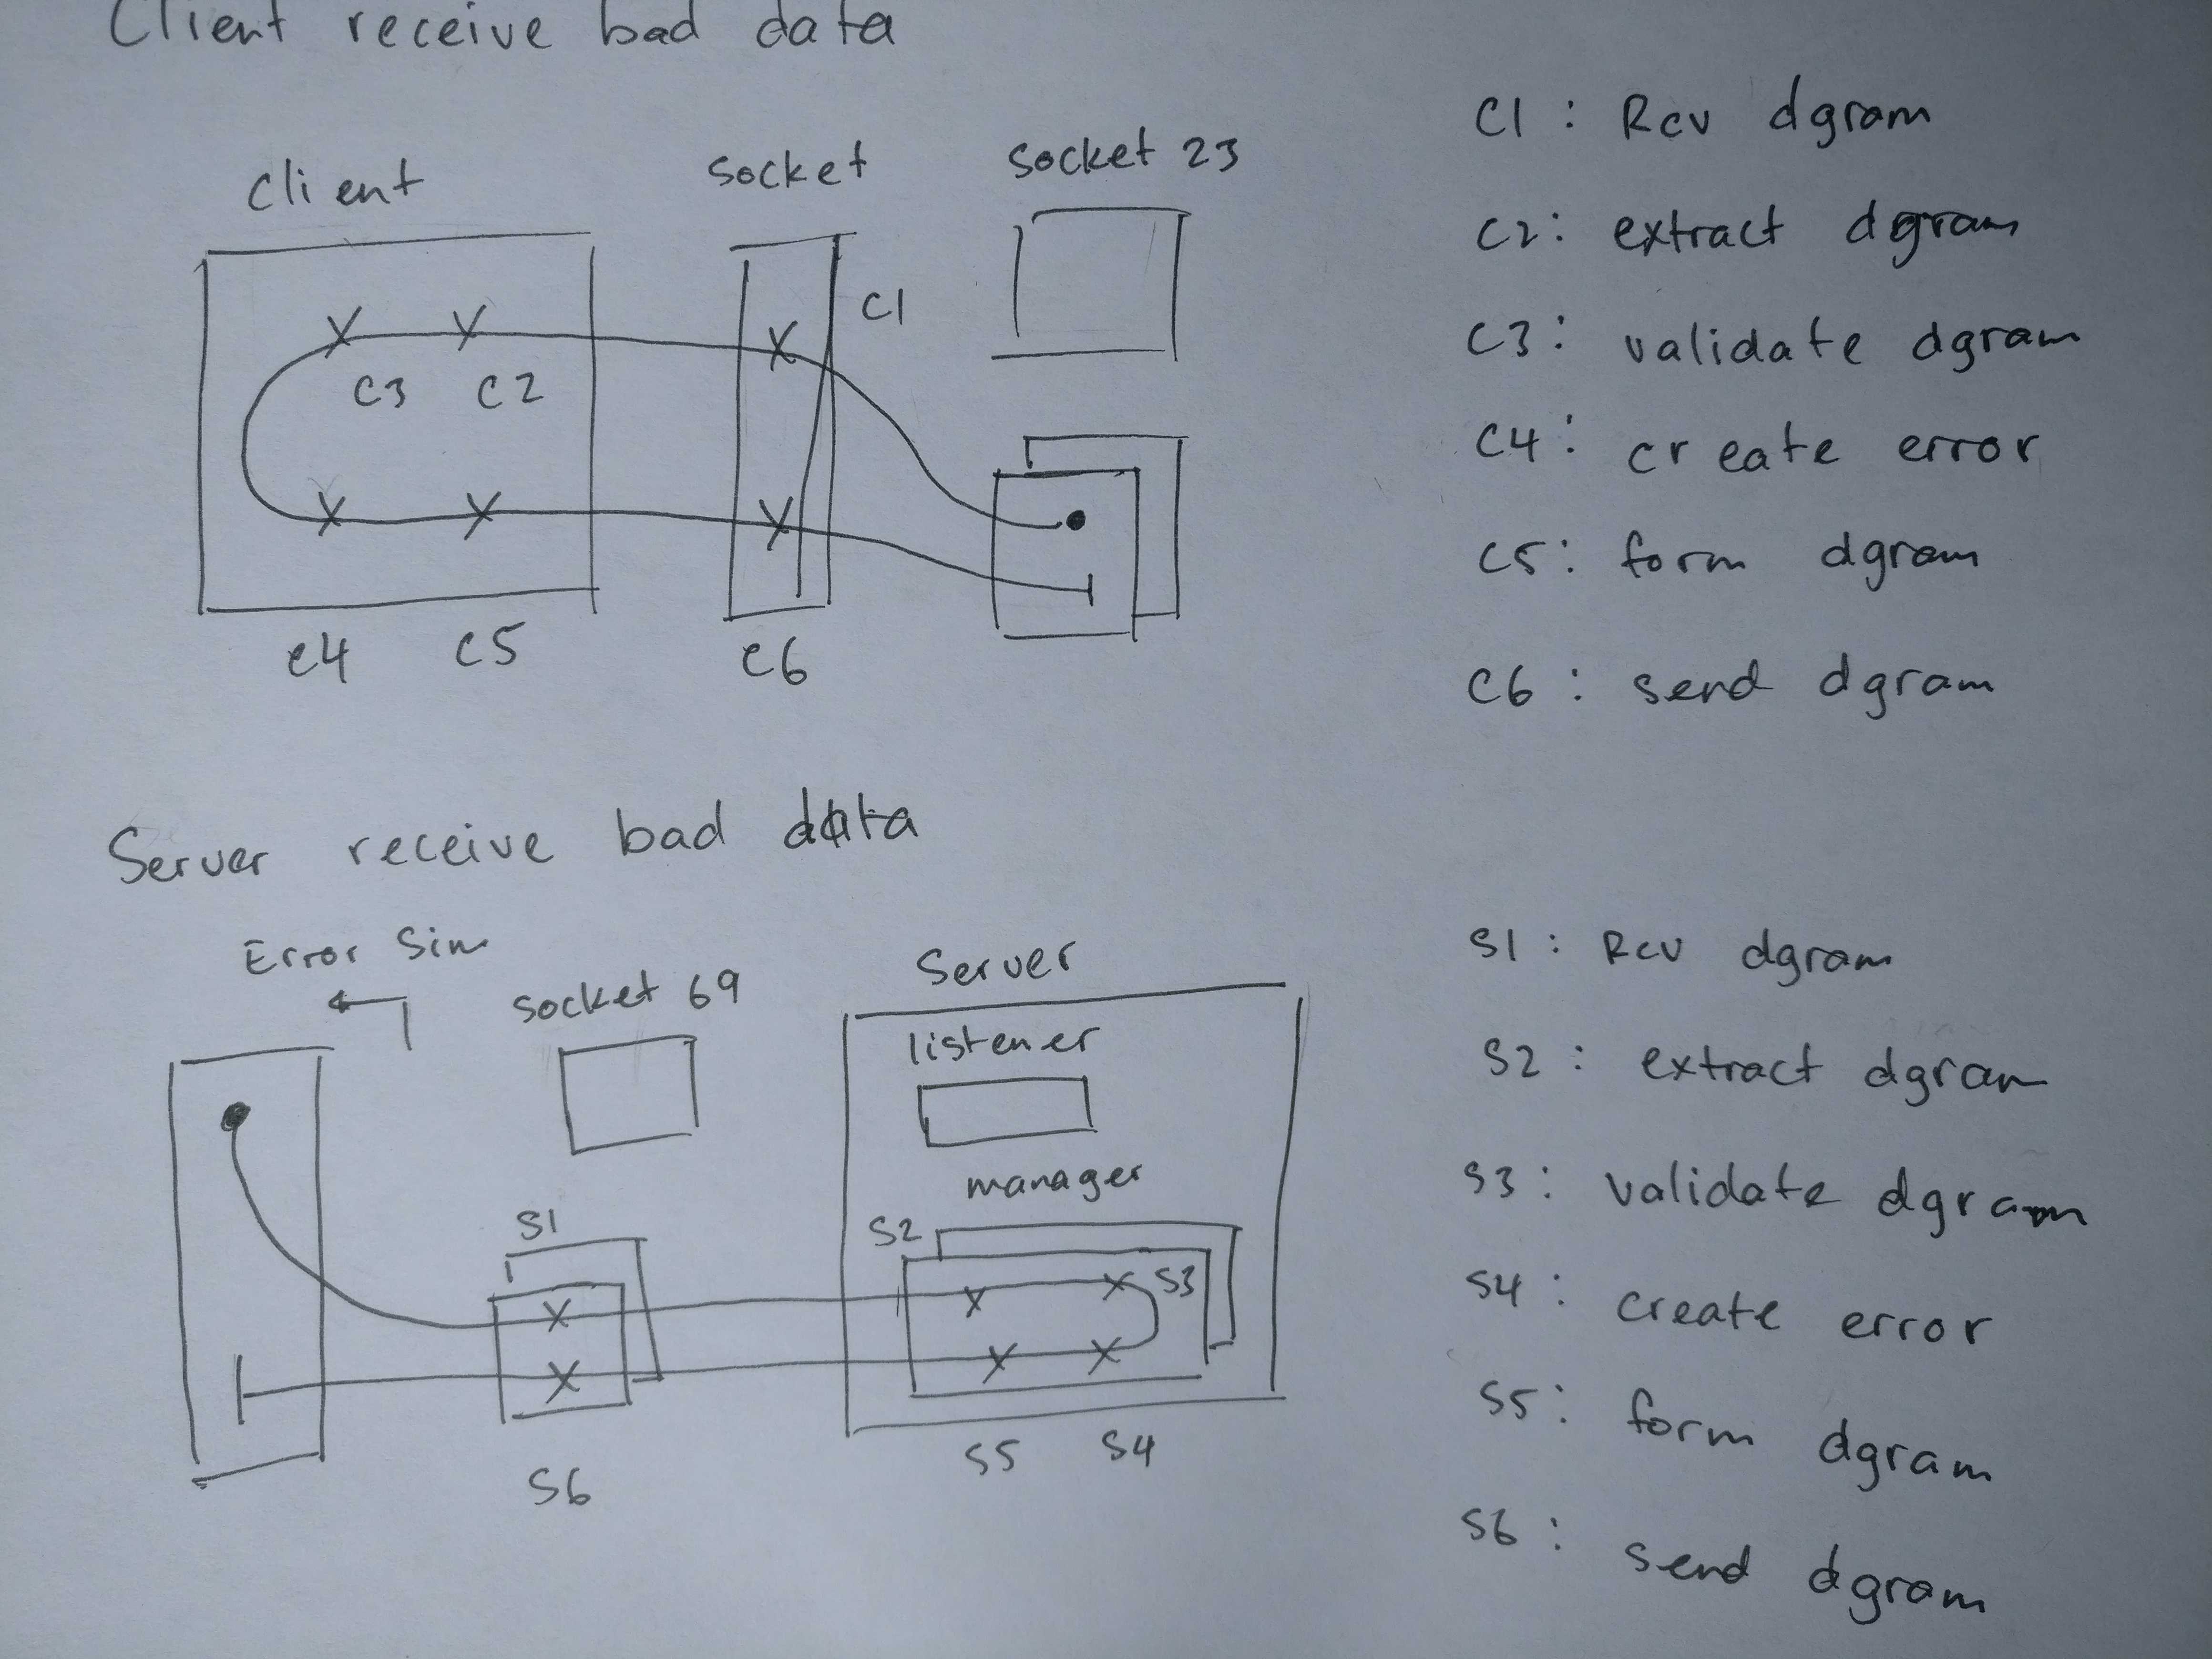 Client receive bad data
client
socket
socket 23
C1
C3 C2
C4 C5 C6
C1 : Rcv dgram
C2 : extract dgram
C3 : validate dgram
C4 : create error
C5 : form dgram
C6 : send dgram
Server receive bad data
Error Sim
socket 69
Server
listener
manager
S1
S2
S3
S5 S4
S6
S1 : Rcv dgram
S2 : extract dgram
S3 : validate dgram
S4 : create error
S5 : form dgram
S6 : send dgram